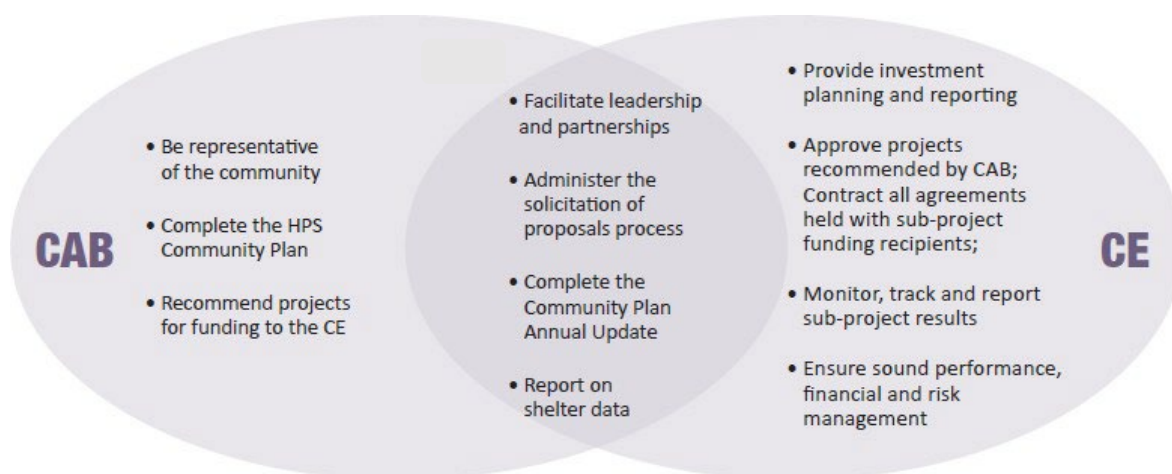 CAB
• Be representative
of the community
• Complete the HPS
Community Plan
• Recommend projects
for funding to the CE
• Facilitate leadership
and partnerships
• Administer the
solicitation of
proposals process
• Complete the
Community Plan
Annual Update
• Report on
shelter data
• Provide investment
planning and reporting
• Approve projects
recommended by CAB;
Contract all agreements
held with sub-project
funding recipients;
• Monitor, track and report
sub-project results
• Ensure sound performance,
financial and risk
management
CE